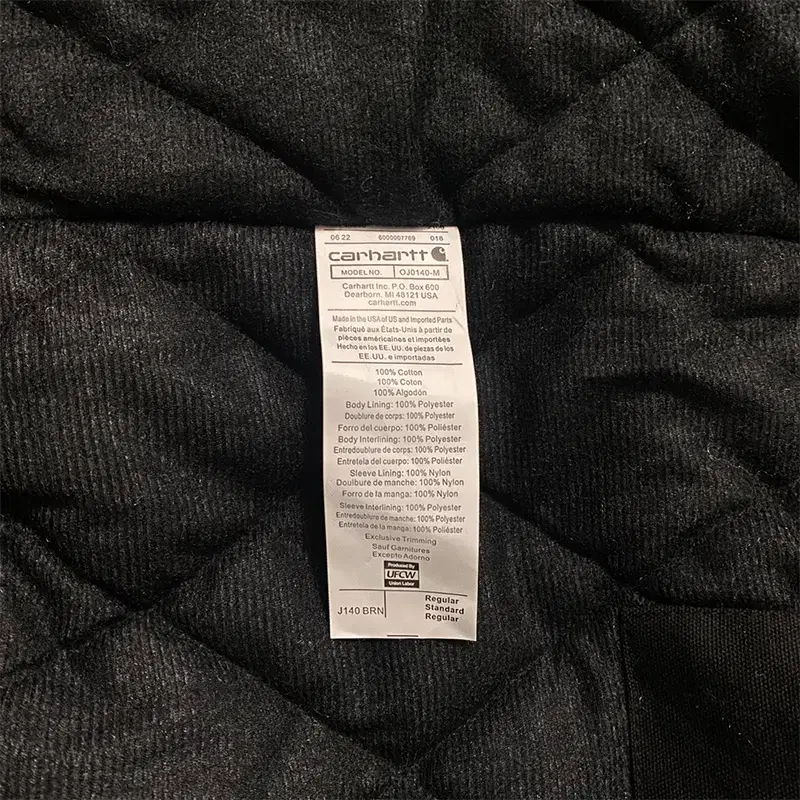 06 22 6000007769 016
carhartt
MODEL NO. OJ0140-M
Carhartt Inc. P.O. Box 600
Dearborn, MI 48121 USA
carhartt.com
Made in the USA of US and Imported Parts
Fabriqué aux États-Unis à partir de
pièces américaines et importées
Hecho en los EE. UU. de piezas de los
EE.UU. e importadas
100% Cotton
100% Coton
100% Algodón
Body Lining: 100% Polyester
Doublure de corps: 100% Polyester
Forro del cuerpo: 100% Poliéster
Body Interlining: 100% Polyester
Entredoublure de corps: 100% Polyester
Entretela del cuerpo: 100% Poliéster
Sleeve Lining: 100% Nylon
Doulbure de manche: 100% Nylon
Forro de la manga: 100% Nylon
Sleeve Interlining: 100% Polyester
Entredoublure de manche: 100% Polyester
Entretela de la manga: 100% Poliéster
Exclusive Trimming
Sauf Garnitures
Excepto Adorno
Produced By
UFCW
Union Labor
J140 BRN
Regular
Standard
Regular